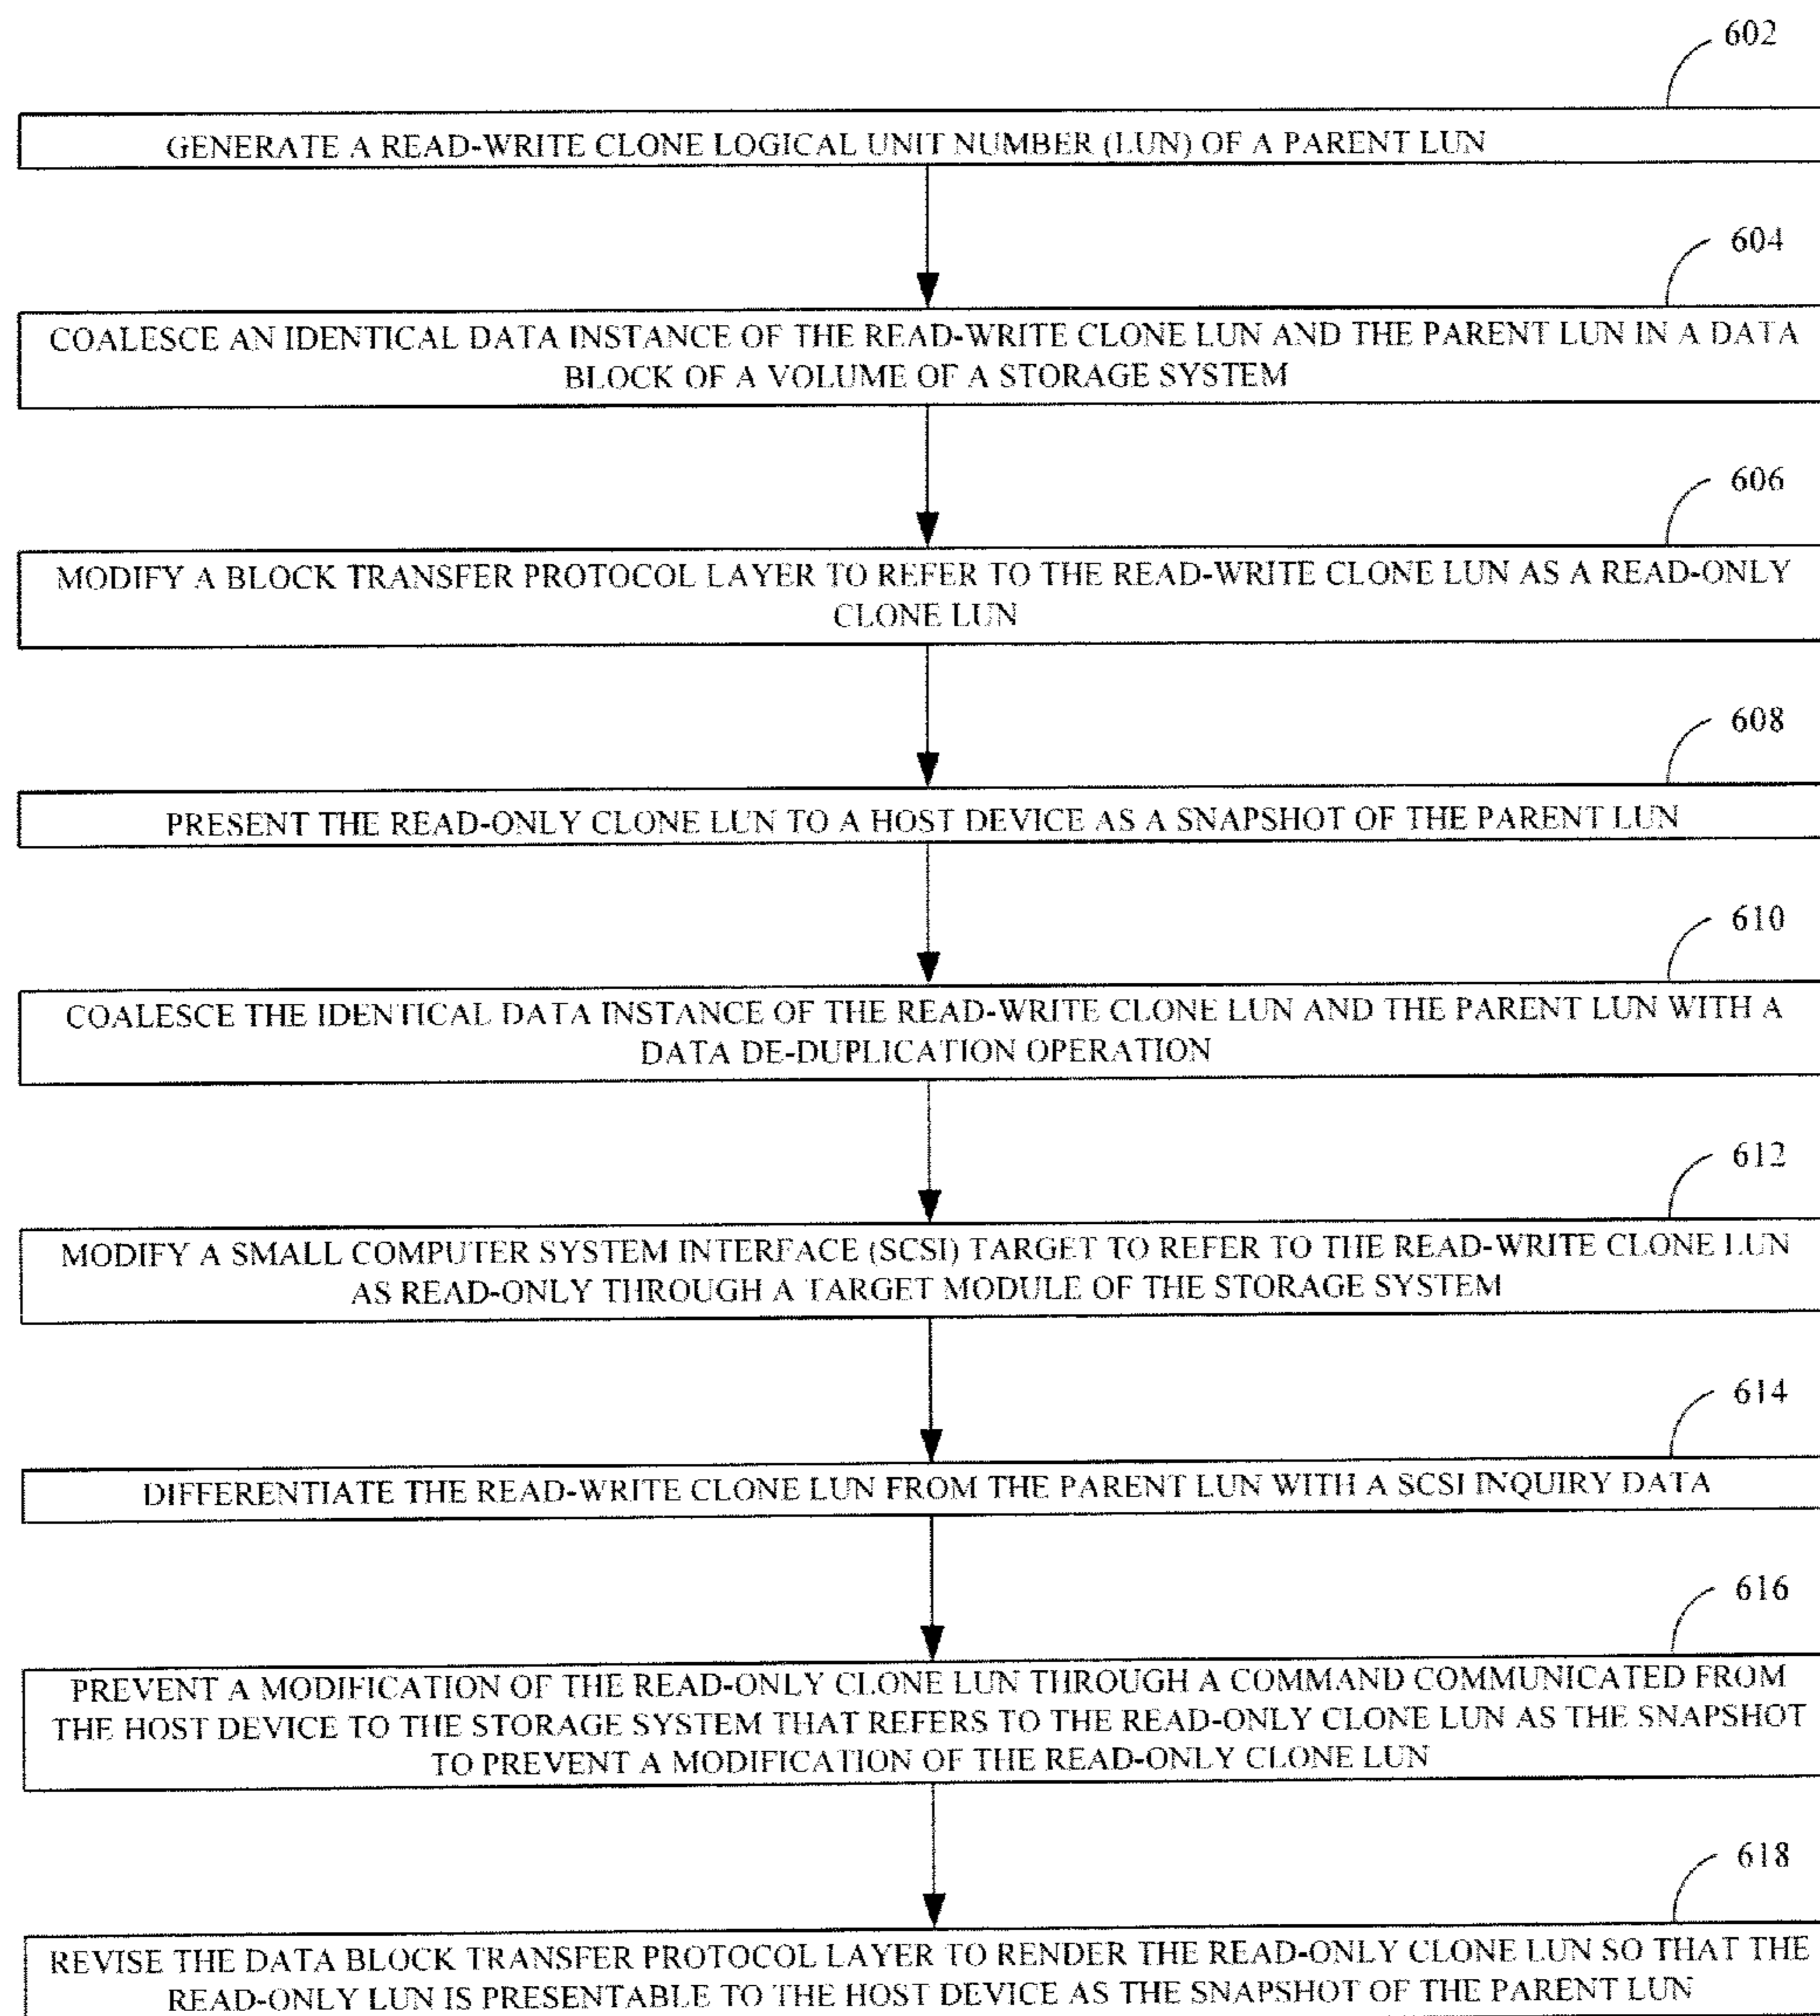 602
GENERATE A READ-WRITE CLONE LOGICAL UNIT NUMBER (LUN) OF A PARENT LUN
604
COALESCE AN IDENTICAL DATA INSTANCE OF THE READ-WRITE CLONE LUN AND THE PARENT LUN IN A DATA
BLOCK OF A VOLUME OF A STORAGE SYSTEM
606
MODIFY A BLOCK TRANSFER PROTOCOL LAYER TO REFER TO THE READ-WRITE CLONE LUN AS A READ-ONLY
CLONE LUN
608
PRESENT THE READ-ONLY CLONE LUN TO A HOST DEVICE AS A SNAPSHOT OF THE PARENT LUN
610
COALESCE THE IDENTICAL DATA INSTANCE OF THE READ-WRITE CLONE LUN AND THE PARENT LUN WITH A
DATA DE-DUPLICATION OPERATION
612
MODIFY A SMALL COMPUTER SYSTEM INTERFACE (SCSI) TARGET TO REFER TO THE READ-WRITE CLONE LUN
AS READ-ONLY THROUGH A TARGET MODULE OF THE STORAGE SYSTEM
614
DIFFERENTIATE THE READ-WRITE CLONE LUN FROM THE PARENT LUN WITH A SCSI INQUIRY DATA
616
PREVENT A MODIFICATION OF THE READ-ONLY CLONE LUN THROUGH A COMMAND COMMUNICATED FROM
THE HOST DEVICE TO THE STORAGE SYSTEM THAT REFERS TO THE READ-ONLY CLONE LUN AS THE SNAPSHOT
TO PREVENT A MODIFICATION OF THE READ-ONLY CLONE LUN
618
REVISE THE DATA BLOCK TRANSFER PROTOCOL LAYER TO RENDER THE READ-ONLY CLONE LUN SO THAT THE
READ-ONLY LUN IS PRESENTABLE TO THE HOST DEVICE AS THE SNAPSHOT OF THE PARENT LUN